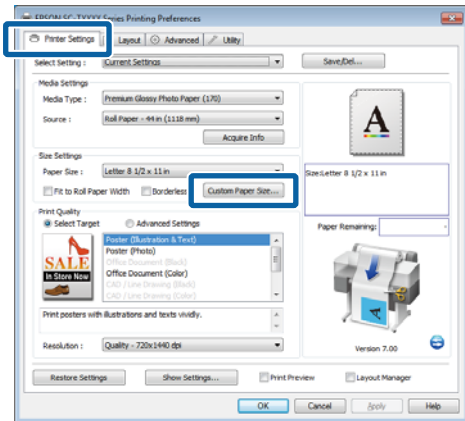 EPSON SC-TXXXX Series Printing Preferences
Printer Settings Layout Advanced Utility
Select Setting : Current Settings Save/Del...
Media Settings
Media Type : Premium Glossy Photo Paper (170)
Source : Roll Paper - 44 in (1118 mm)
Acquire Info
Size Settings
Paper Size : Letter 8 1/2 x 11 in
Fit to Roll Paper Width Borderless Custom Paper Size...
Print Quality
Select Target Advanced Settings
Poster (Illustration & Text)
Poster (Photo)
Office Document (Black)
Office Document (Color)
CAD / Line Drawing (Black)
CAD / Line Drawing (Color)
SALE
In Store Now
Print posters with illustrations and texts vividly.
Resolution : Quality - 720x1440 dpi
A
Size:Letter 8 1/2 x 11 in
Paper Remaining: -
A
Version 7.00
Restore Settings Show Settings... Print Preview Layout Manager
OK Cancel Apply Help